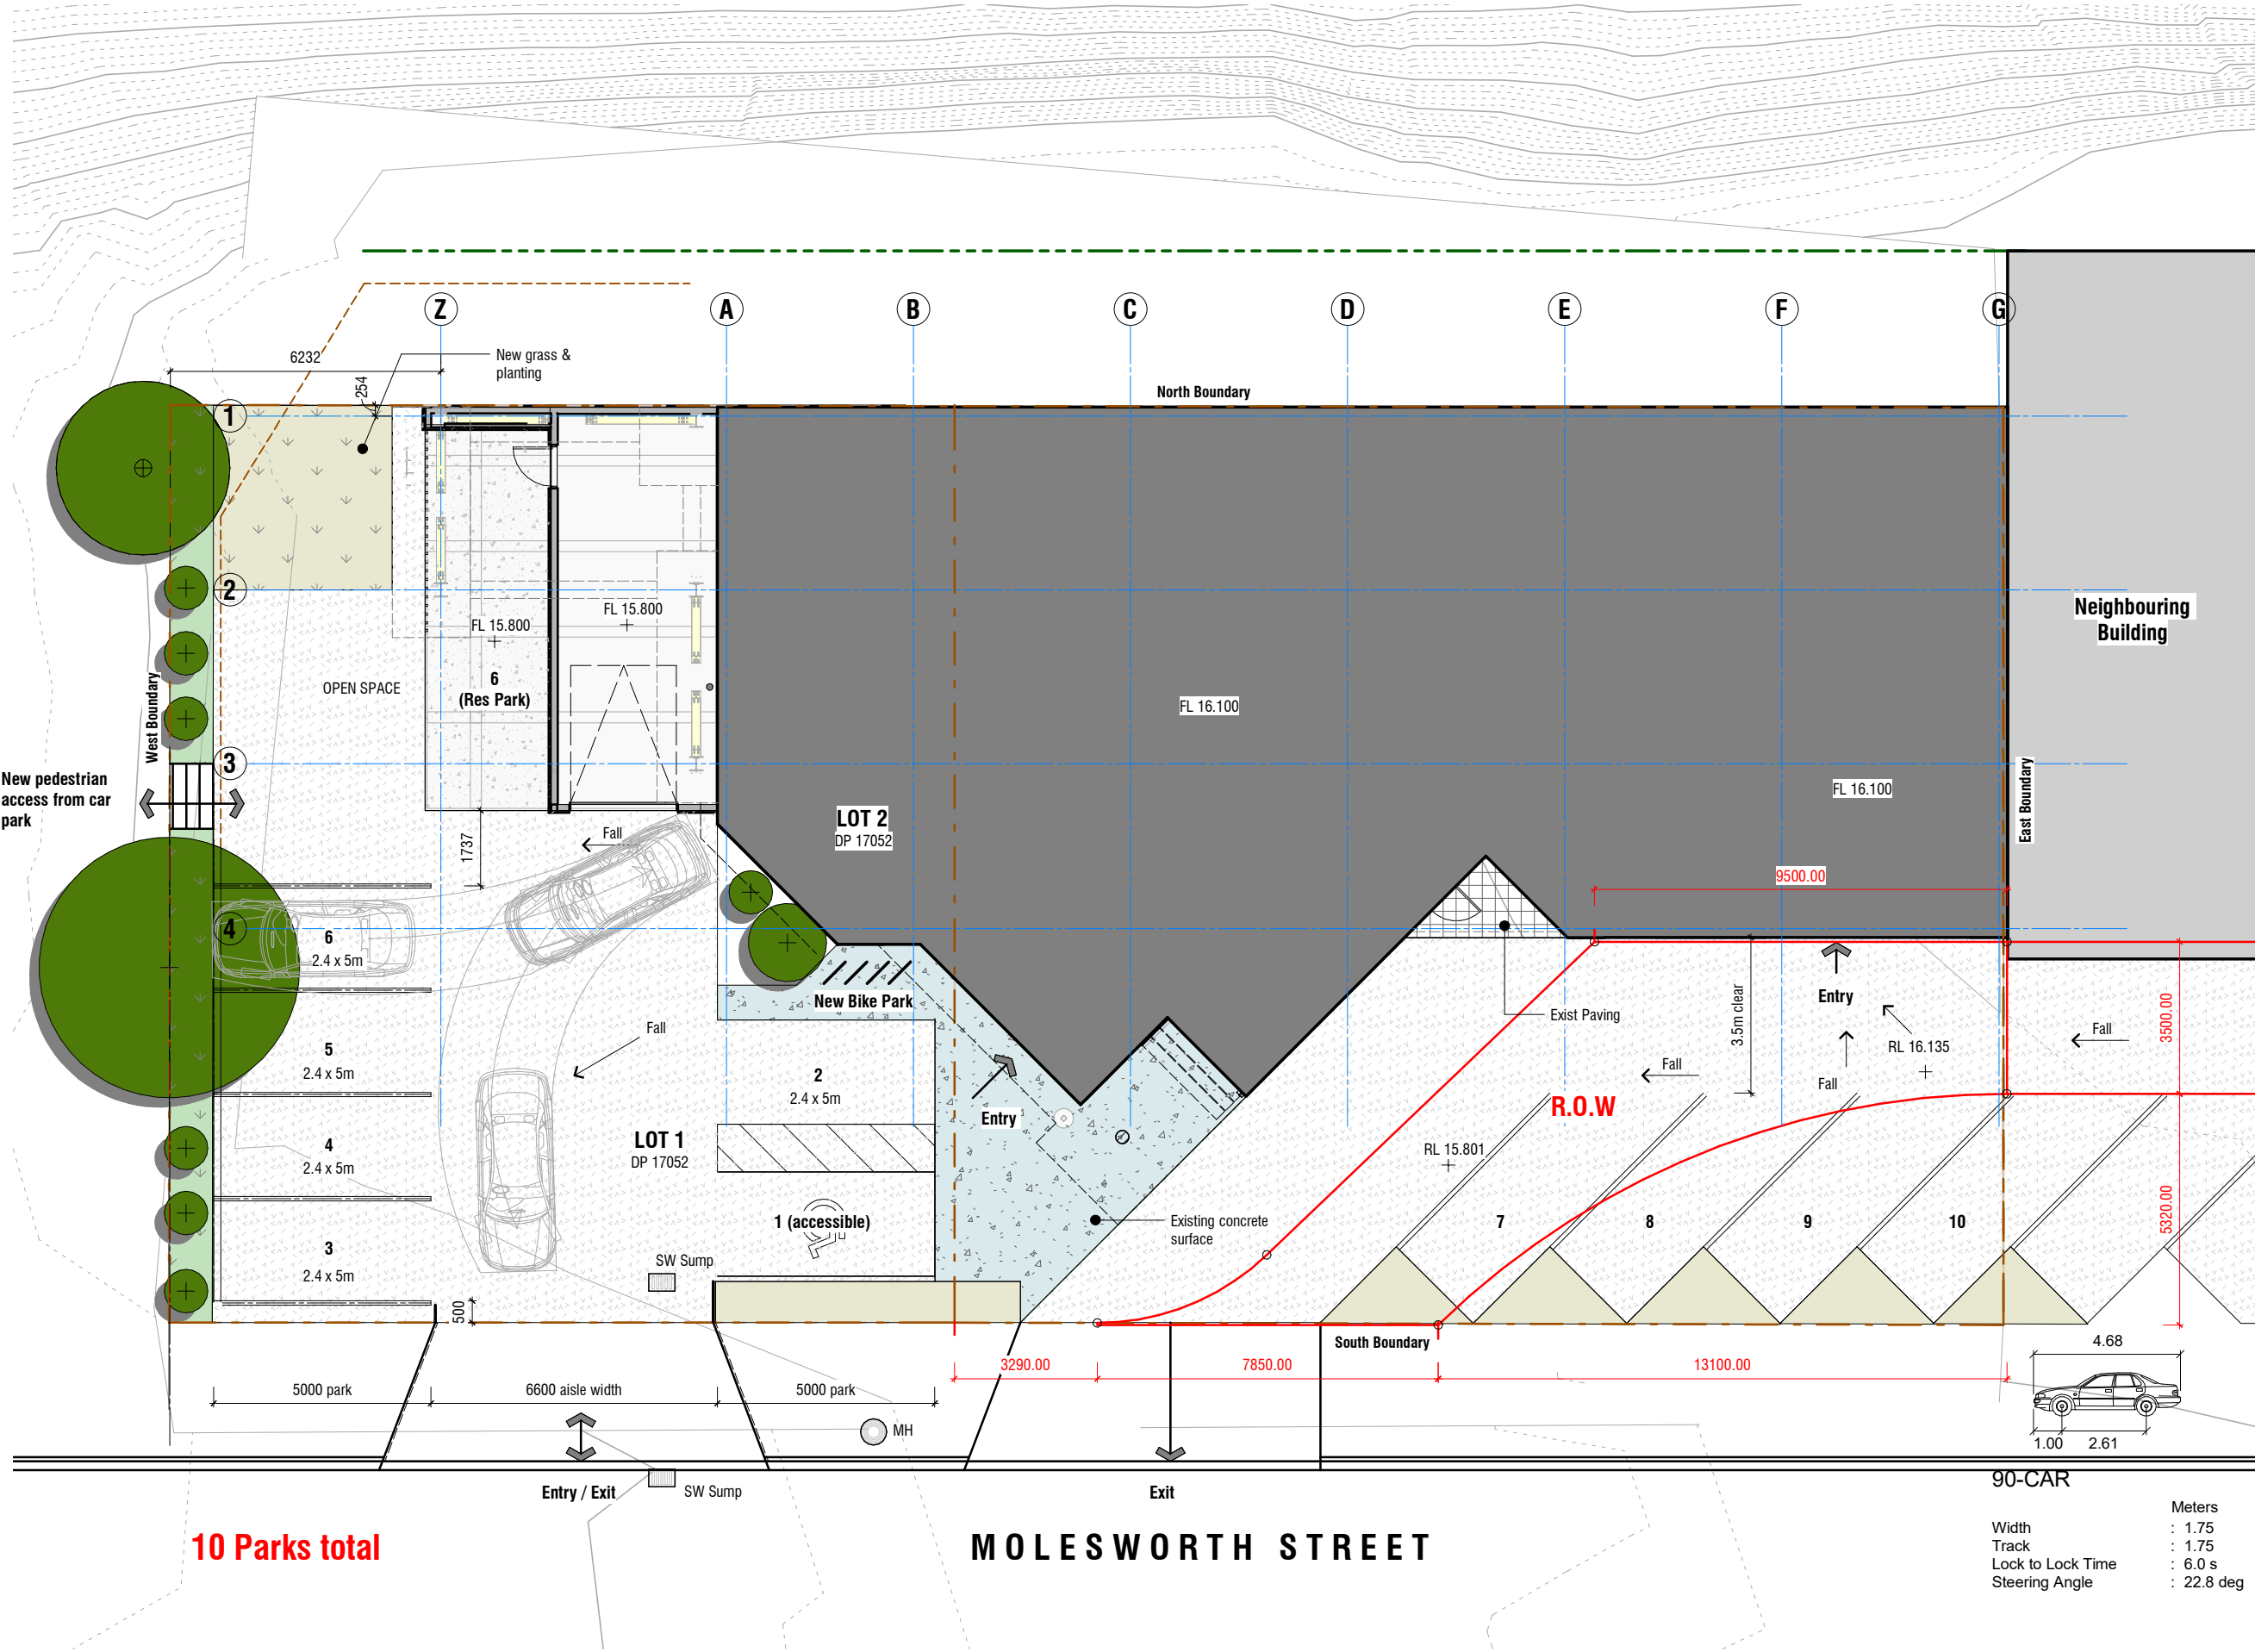 Z
A
B
C
D
E
F
G
6232
New grass &
planting
254
North Boundary
1
2
3
4
Neighbouring
Building
FL 15.800
FL 15.800
6
(Res Park)
OPEN SPACE
West Boundary
FL 16.100
FL 16.100
East Boundary
New pedestrian
access from car
park
LOT 2
DP 17052
Fall
1737
9500.00
6
2.4 x 5m
New Bike Park
3.5m clear
Entry
Exist Paving
3500.00
Fall
RL 16.135
Fall
Fall
Fall
5
2.4 x 5m
2
2.4 x 5m
Entry
R.O.W
LOT 1
DP 17052
4
2.4 x 5m
RL 15.801
1 (accessible)
Existing concrete
surface
7
8
9
10
5320.00
3
2.4 x 5m
SW Sump
500
South Boundary
3290.00
7850.00
13100.00
4.68
5000 park
6600 aisle width
5000 park
MH
1.00
2.61
Entry / Exit
SW Sump
Exit
90-CAR
Meters
Width : 1.75
Track : 1.75
Lock to Lock Time : 6.0 s
Steering Angle : 22.8 deg
10 Parks total
MOLESWORTH STREET